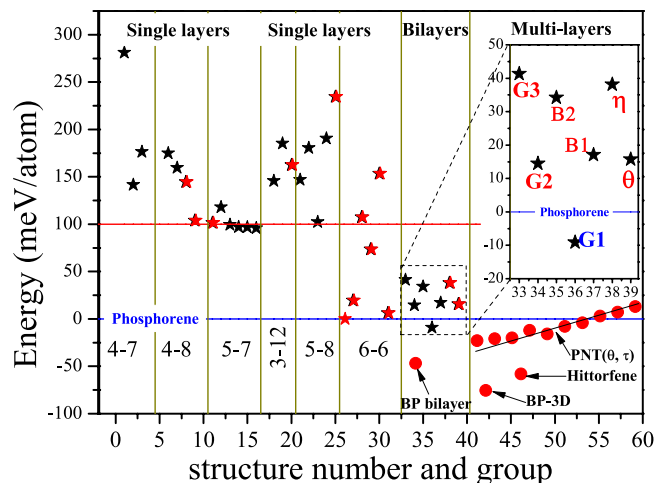 Single layers Single layers Bilayers Multi-layers
300
250
200
150
100
50
0
-50
-100
Energy (meV/atom)
Phosphorene
4-7 4-8 5-7 3-12 5-8 6-6
BP bilayer
PNT(θ, τ)
Hittorfene
BP-3D
0 5 10 15 20 25 30 35 40 45 50 55 60
structure number and group
50
40
30
20
10
0
-10
-20
G3
B2
η
B1
G2
θ
Phosphorene
G1
33 34 35 36 37 38 39